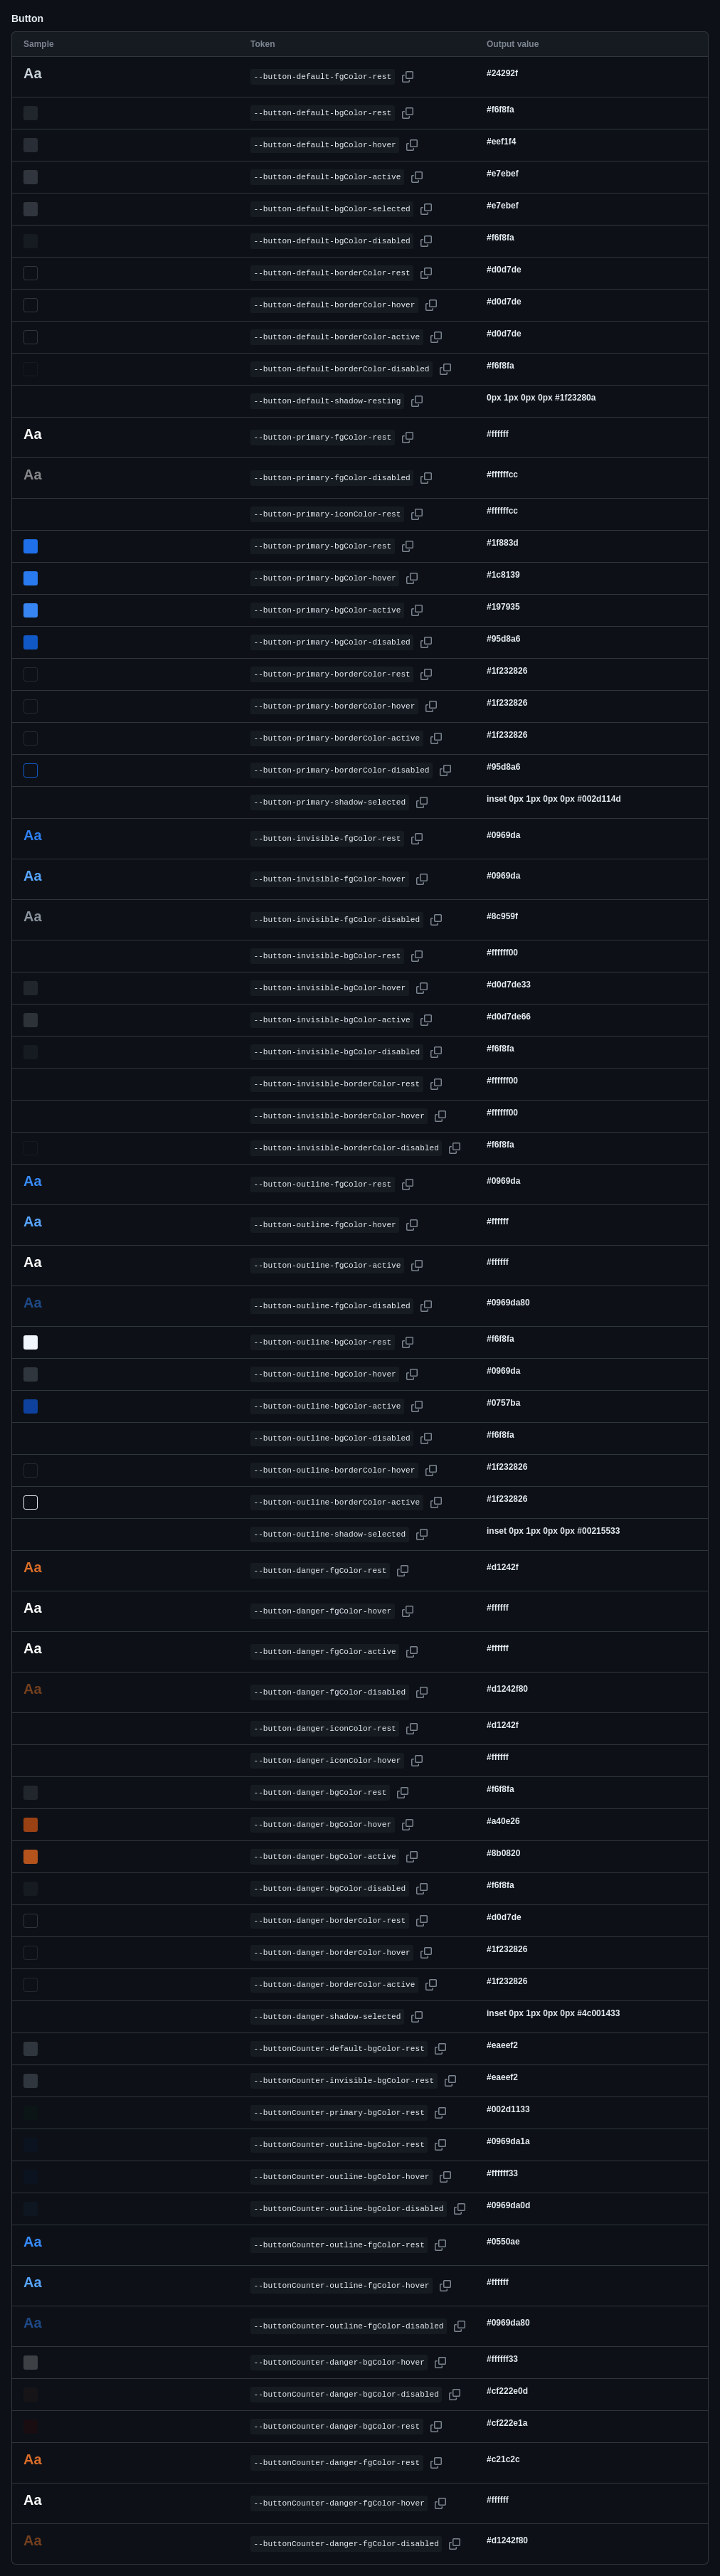 Button
Sample Token Output value
Aa --button-default-fgColor-rest #24292f
--button-default-bgColor-rest #f6f8fa
--button-default-bgColor-hover #eef1f4
--button-default-bgColor-active #e7ebef
--button-default-bgColor-selected #e7ebef
--button-default-bgColor-disabled #f6f8fa
--button-default-borderColor-rest #d0d7de
--button-default-borderColor-hover #d0d7de
--button-default-borderColor-active #d0d7de
--button-default-borderColor-disabled #f6f8fa
--button-default-shadow-resting 0px 1px 0px 0px #1f23280a
Aa --button-primary-fgColor-rest #ffffff
Aa --button-primary-fgColor-disabled #ffffffcc
--button-primary-iconColor-rest #ffffffcc
--button-primary-bgColor-rest #1f883d
--button-primary-bgColor-hover #1c8139
--button-primary-bgColor-active #197935
--button-primary-bgColor-disabled #95d8a6
--button-primary-borderColor-rest #1f232826
--button-primary-borderColor-hover #1f232826
--button-primary-borderColor-active #1f232826
--button-primary-borderColor-disabled #95d8a6
--button-primary-shadow-selected inset 0px 1px 0px 0px #002d114d
Aa --button-invisible-fgColor-rest #0969da
Aa --button-invisible-fgColor-hover #0969da
Aa --button-invisible-fgColor-disabled #8c959f
--button-invisible-bgColor-rest #ffffff00
--button-invisible-bgColor-hover #d0d7de33
--button-invisible-bgColor-active #d0d7de66
--button-invisible-bgColor-disabled #f6f8fa
--button-invisible-borderColor-rest #ffffff00
--button-invisible-borderColor-hover #ffffff00
--button-invisible-borderColor-disabled #f6f8fa
Aa --button-outline-fgColor-rest #0969da
Aa --button-outline-fgColor-hover #ffffff
Aa --button-outline-fgColor-active #ffffff
Aa --button-outline-fgColor-disabled #0969da80
--button-outline-bgColor-rest #f6f8fa
--button-outline-bgColor-hover #0969da
--button-outline-bgColor-active #0757ba
--button-outline-bgColor-disabled #f6f8fa
--button-outline-borderColor-hover #1f232826
--button-outline-borderColor-active #1f232826
--button-outline-shadow-selected inset 0px 1px 0px 0px #00215533
Aa --button-danger-fgColor-rest #d1242f
Aa --button-danger-fgColor-hover #ffffff
Aa --button-danger-fgColor-active #ffffff
Aa --button-danger-fgColor-disabled #d1242f80
--button-danger-iconColor-rest #d1242f
--button-danger-iconColor-hover #ffffff
--button-danger-bgColor-rest #f6f8fa
--button-danger-bgColor-hover #a40e26
--button-danger-bgColor-active #8b0820
--button-danger-bgColor-disabled #f6f8fa
--button-danger-borderColor-rest #d0d7de
--button-danger-borderColor-hover #1f232826
--button-danger-borderColor-active #1f232826
--button-danger-shadow-selected inset 0px 1px 0px 0px #4c001433
--buttonCounter-default-bgColor-rest #eaeef2
--buttonCounter-invisible-bgColor-rest #eaeef2
--buttonCounter-primary-bgColor-rest #002d1133
--buttonCounter-outline-bgColor-rest #0969da1a
--buttonCounter-outline-bgColor-hover #ffffff33
--buttonCounter-outline-bgColor-disabled #0969da0d
Aa --buttonCounter-outline-fgColor-rest #0550ae
Aa --buttonCounter-outline-fgColor-hover #ffffff
Aa --buttonCounter-outline-fgColor-disabled #0969da80
--buttonCounter-danger-bgColor-hover #ffffff33
--buttonCounter-danger-bgColor-disabled #cf222e0d
--buttonCounter-danger-bgColor-rest #cf222e1a
Aa --buttonCounter-danger-fgColor-rest #c21c2c
Aa --buttonCounter-danger-fgColor-hover #ffffff
Aa --buttonCounter-danger-fgColor-disabled #d1242f80